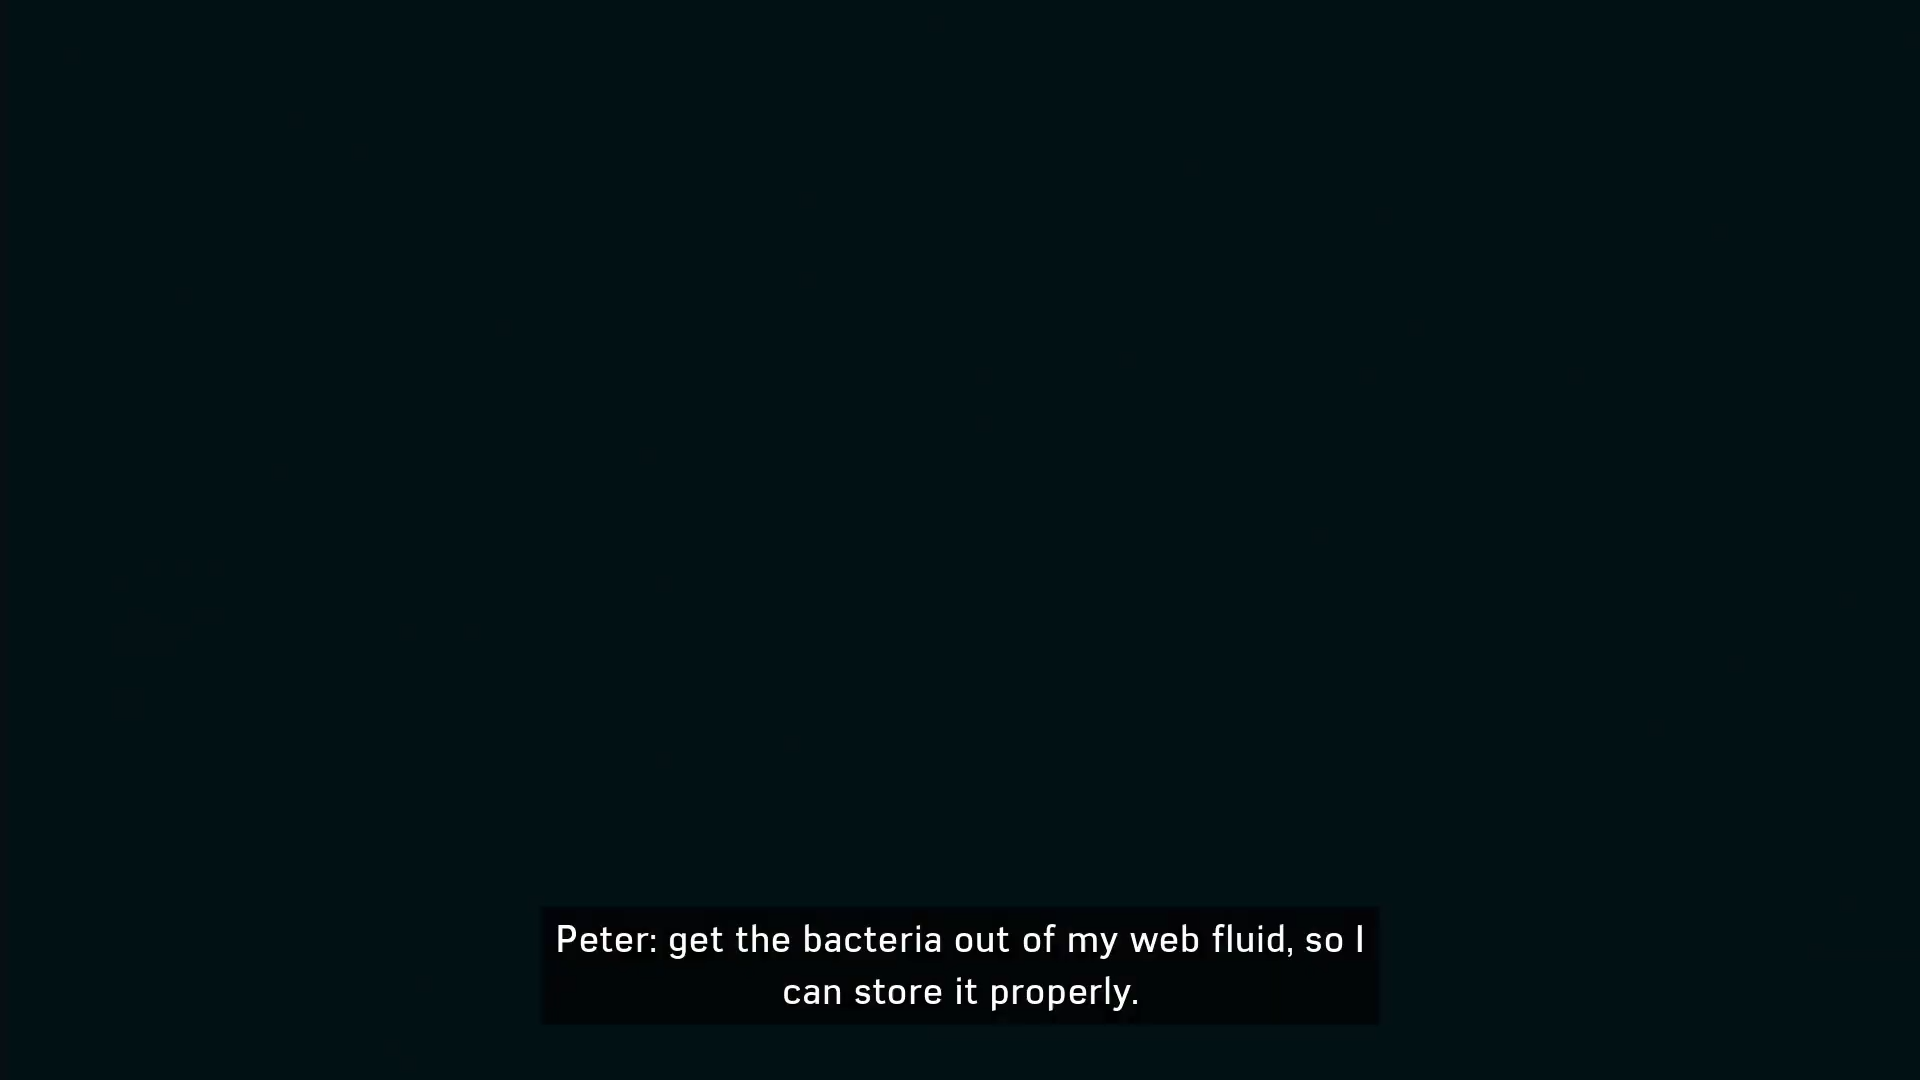 Peter: get the bacteria out of my web fluid, so I
can store it properly.